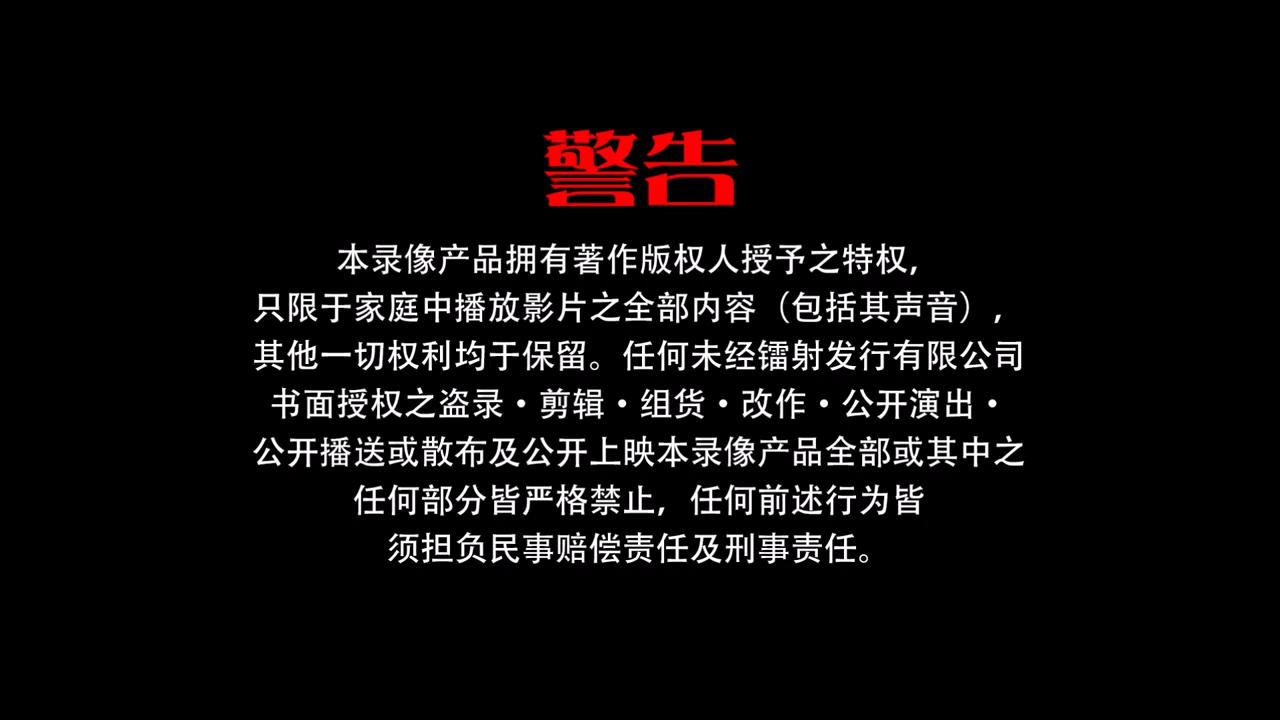 警告
本录像产品拥有著作版权人授予之特权，
只限于家庭中播放影片之全部内容（包括其声音），
其他一切权利均于保留。任何未经镭射发行有限公司
书面授权之盗录·剪辑·组货·改作·公开演出·
公开播送或散布及公开上映本录像产品全部或其中之
任何部分皆严格禁止，任何前述行为皆
须担负民事赔偿责任及刑事责任。